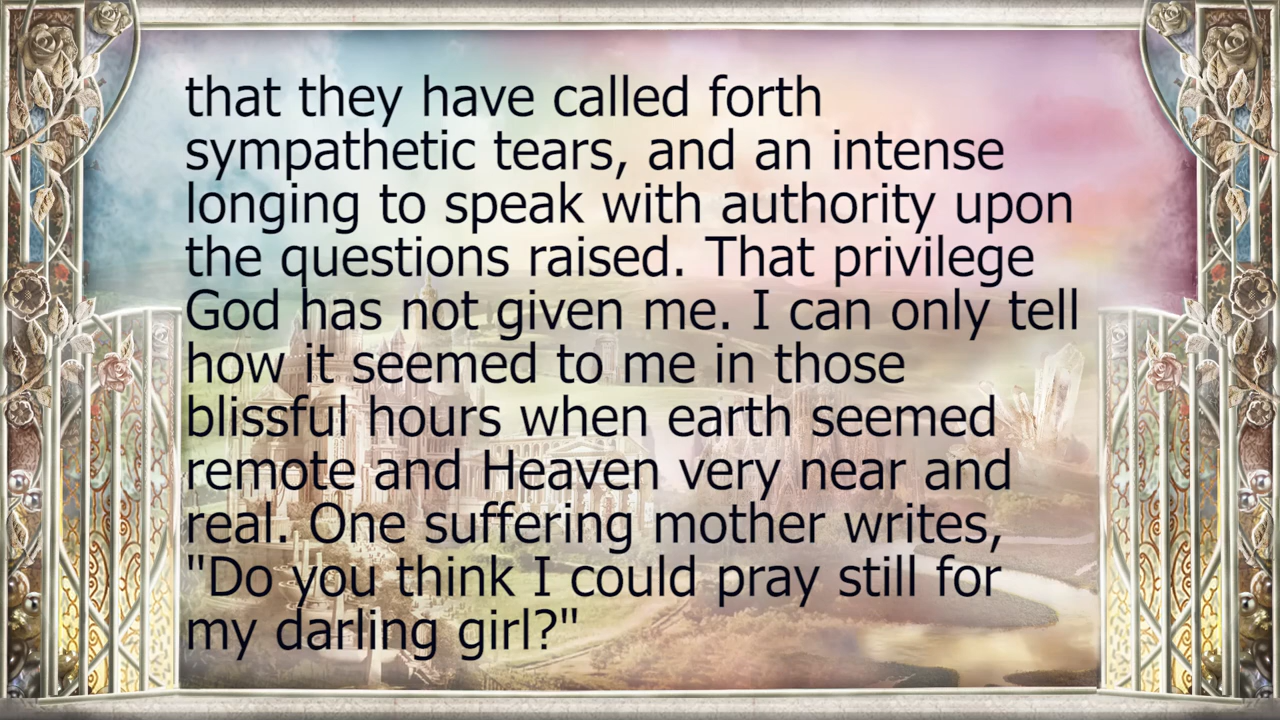 that they have called forth
sympathetic tears, and an intense
longing to speak with authority upon
the questions raised. That privilege
God has not given me. I can only tell
how it seemed to me in those
blissful hours when earth seemed
remote and Heaven very near and
real. One suffering mother writes,
"Do you think I could pray still for
my darling girl?"